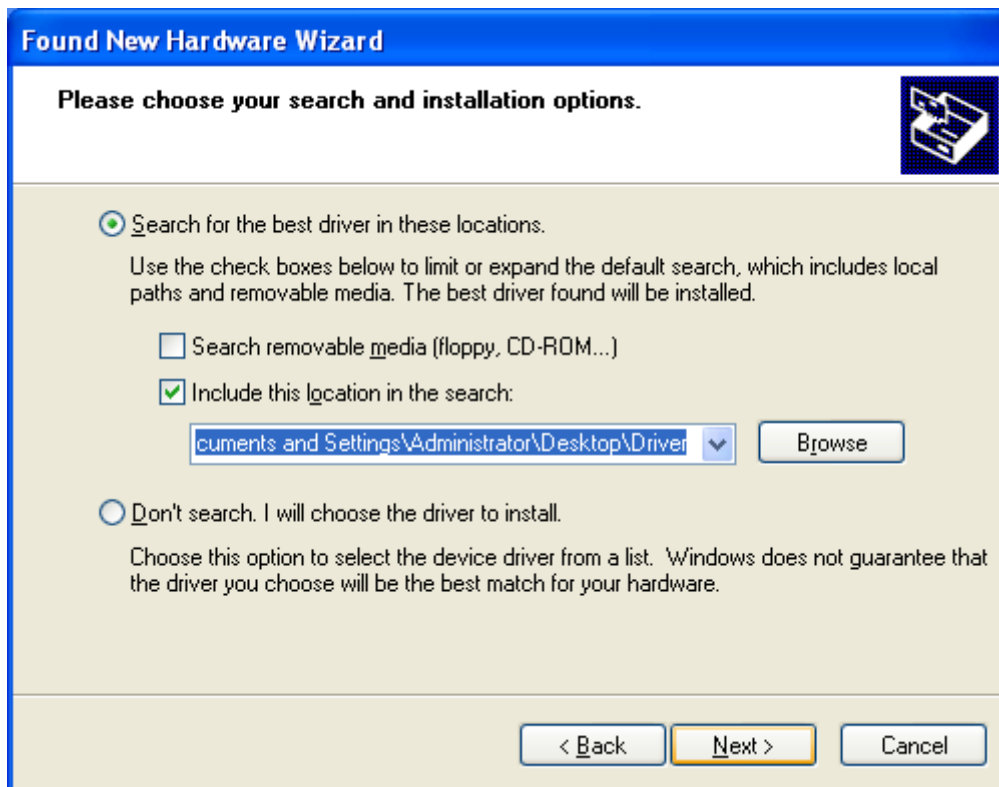 Found New Hardware Wizard
Please choose your search and installation options.
Search for the best driver in these locations.
Use the check boxes below to limit or expand the default search, which includes local
paths and removable media. The best driver found will be installed.
Search removable media (floppy, CD-ROM...)
Include this location in the search:
cuments and Settings\Administrator\Desktop\Driver
Browse
Don't search. I will choose the driver to install.
Choose this option to select the device driver from a list. Windows does not guarantee that
the driver you choose will be the best match for your hardware.
< Back Next > Cancel